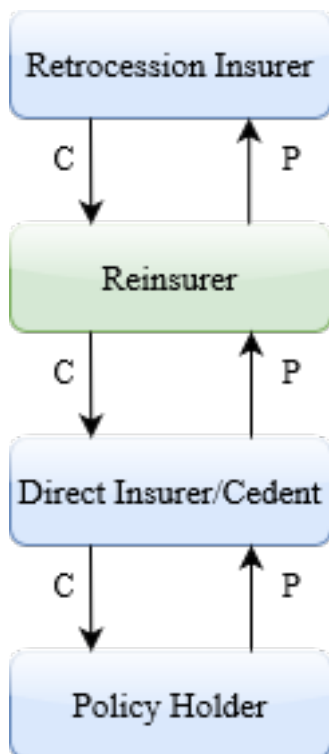 Retrocession Insurer
C P
Reinsurer
C P
Direct Insurer/Cedent
C P
Policy Holder